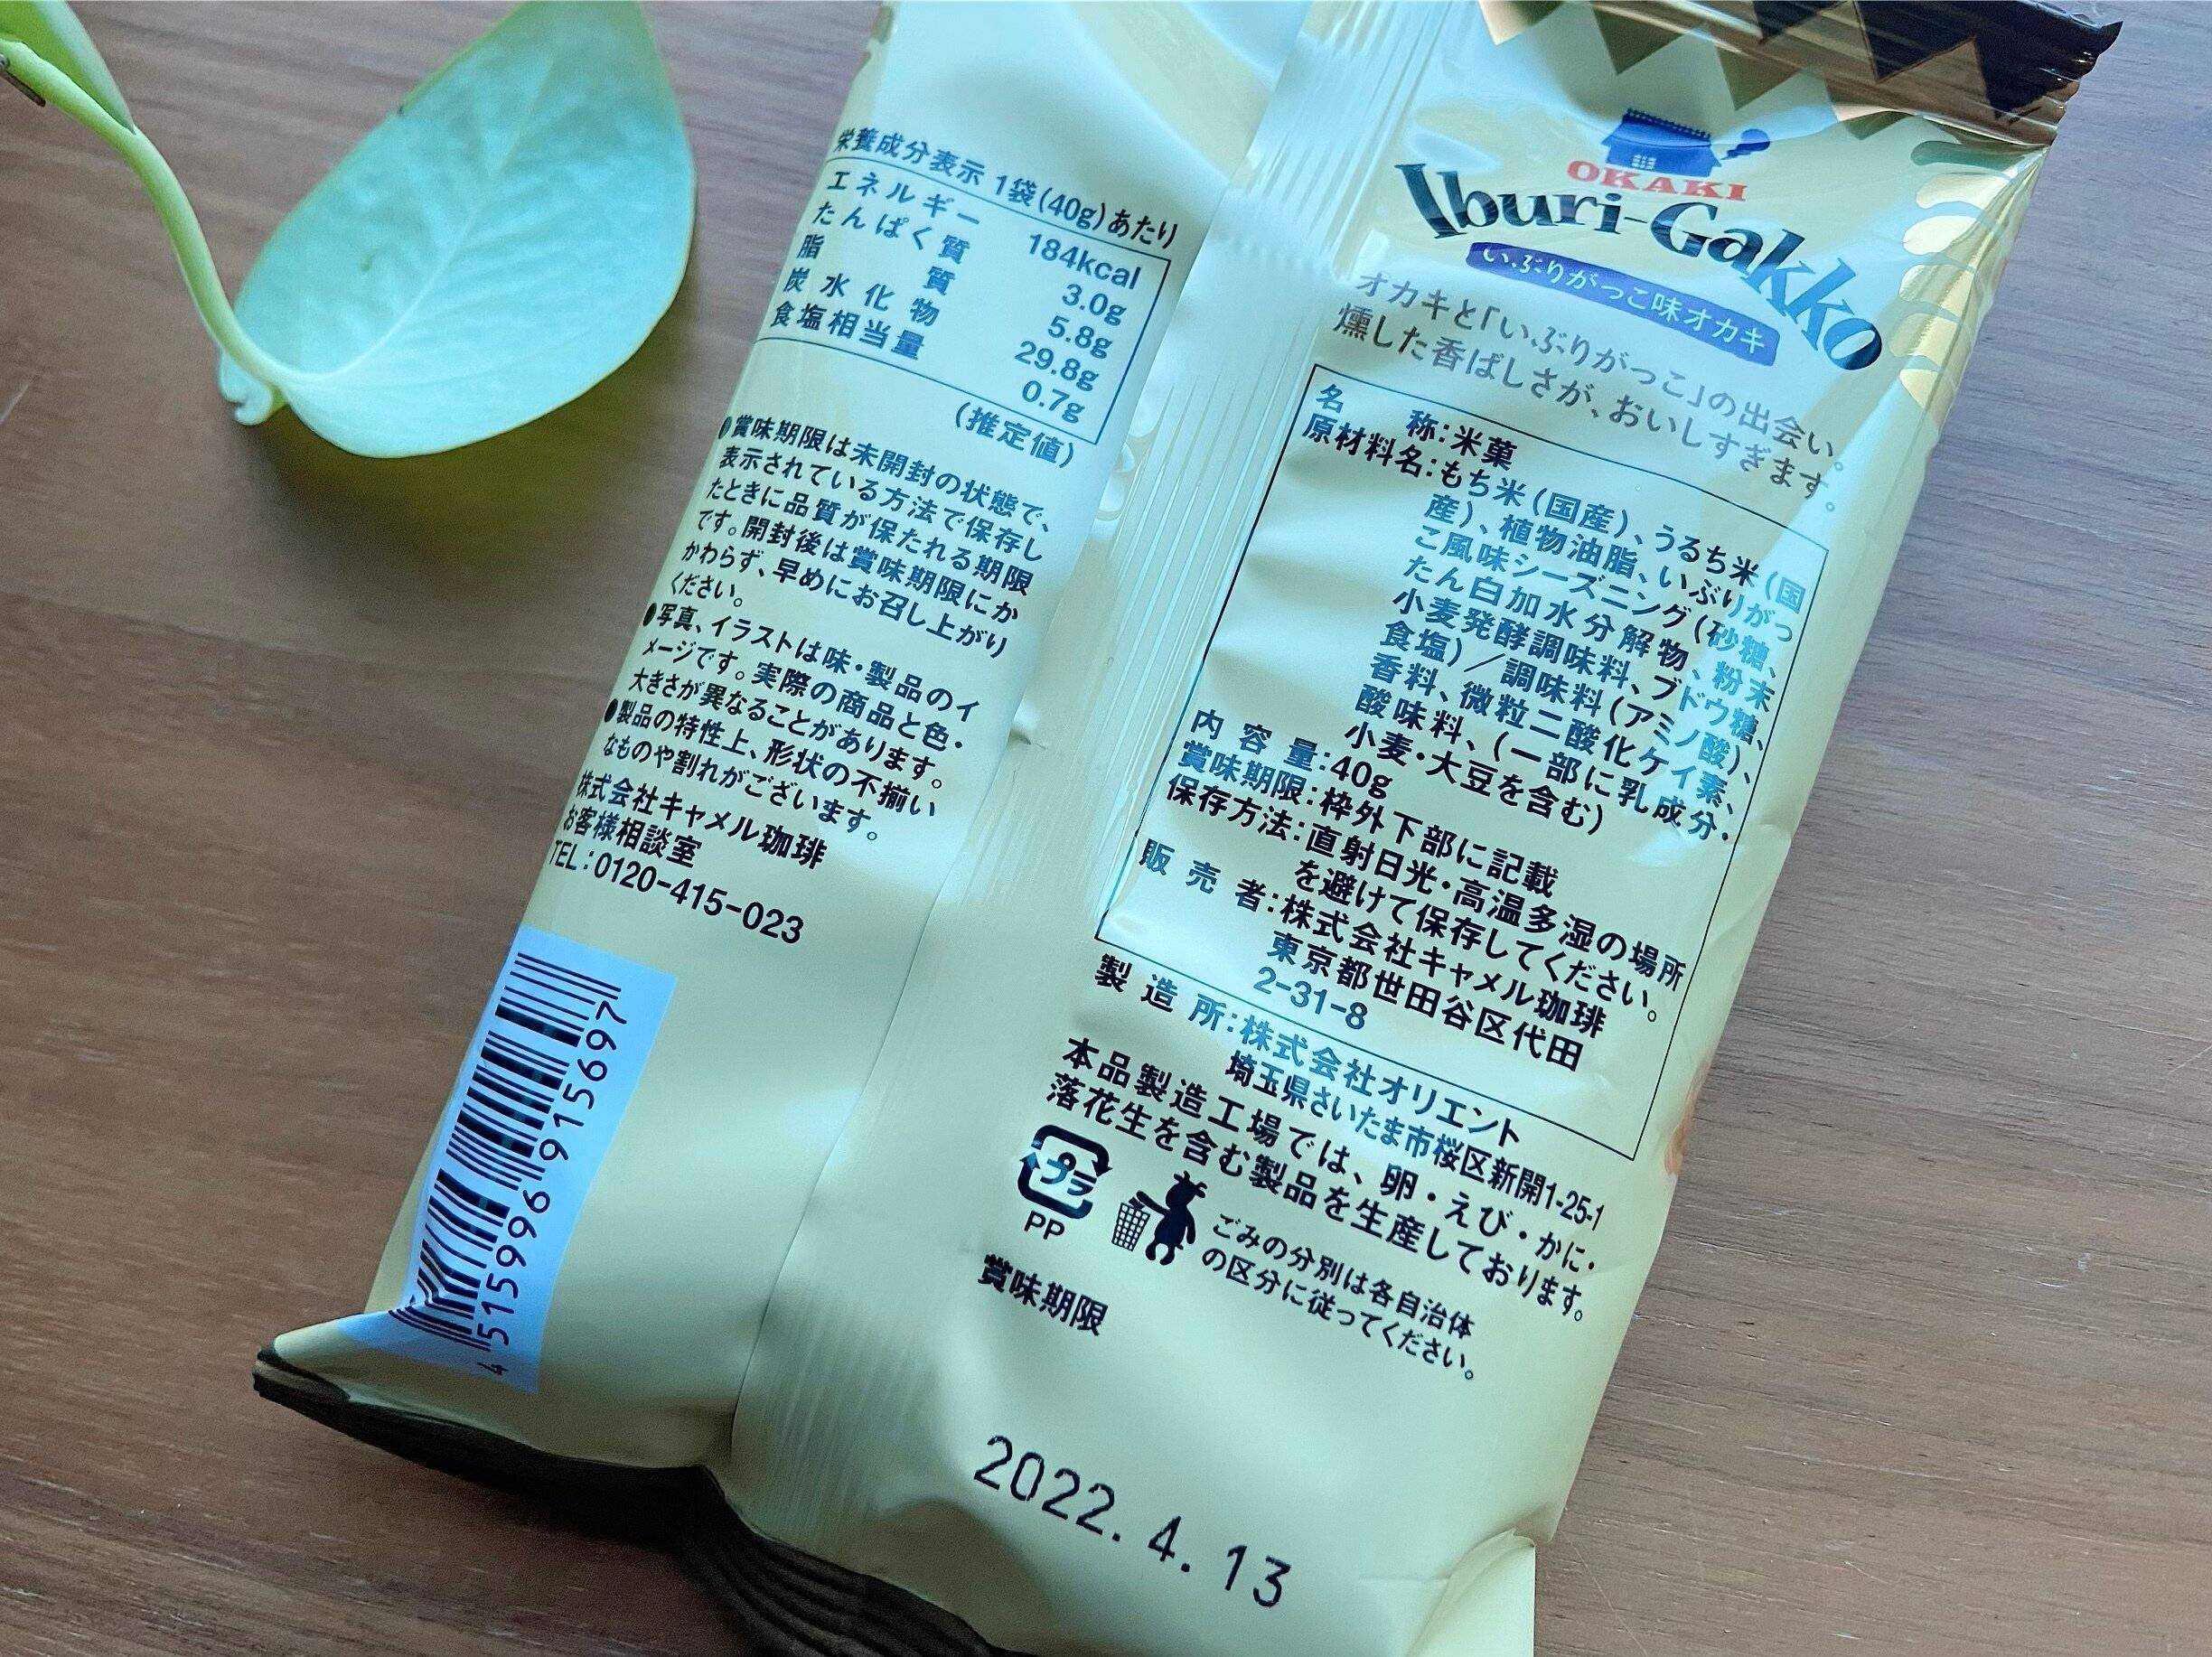 栄養成分表示 1袋(40g)あたり
エネルギー 184kcal
たんぱく質 3.0g
脂質 5.8g
炭水化物 29.8g
食塩相当量 0.7g
(推定値)
●賞味期限は未開封の状態で、
表示されている方法で保存し
たときに品質が保たれる期限
です。開封後は賞味期限にか
かわらず、早めにお召し上がり
ください。
●写真、イラストは味・製品のイ
メージです。実際の商品と色・
大きさが異なることがあります。
●製品の特性上、形状の不揃い
なものや割れがございます。
株式会社キャメル珈琲
お客様相談室
TEL:0120-415-023
4515996915697
OKAKI
Iburi-Gakko
いぶりがっこ味オカキ
オカキと「いぶりがっこ」の出会い。
燻した香ばしさが、おいしすぎます。
名称:米菓
原材料名:もち米(国産)、うるち米(国
産)、植物油脂、いぶりがっ
こ風味シーズニング(砂糖、
たん白加水分解物、粉末
小麦発酵調味料、ブドウ糖、
食塩)/調味料(アミノ酸)、
香料、微粒二酸化ケイ素、
酸味料、(一部に乳成分・
小麦・大豆を含む)
内容量:40g
賞味期限:枠外下部に記載
保存方法:直射日光・高温多湿の場所
を避けて保存してください。
販売者:株式会社キャメル珈琲
東京都世田谷区代田
2-31-8
製造所:株式会社オリエント
埼玉県さいたま市桜区新開1-25-1
本品製造工場では、卵・えび・かに・
落花生を含む製品を生産しております。
プラ
PP
ごみの分別は各自治体
の区分に従ってください。
賞味期限
2022.4.13